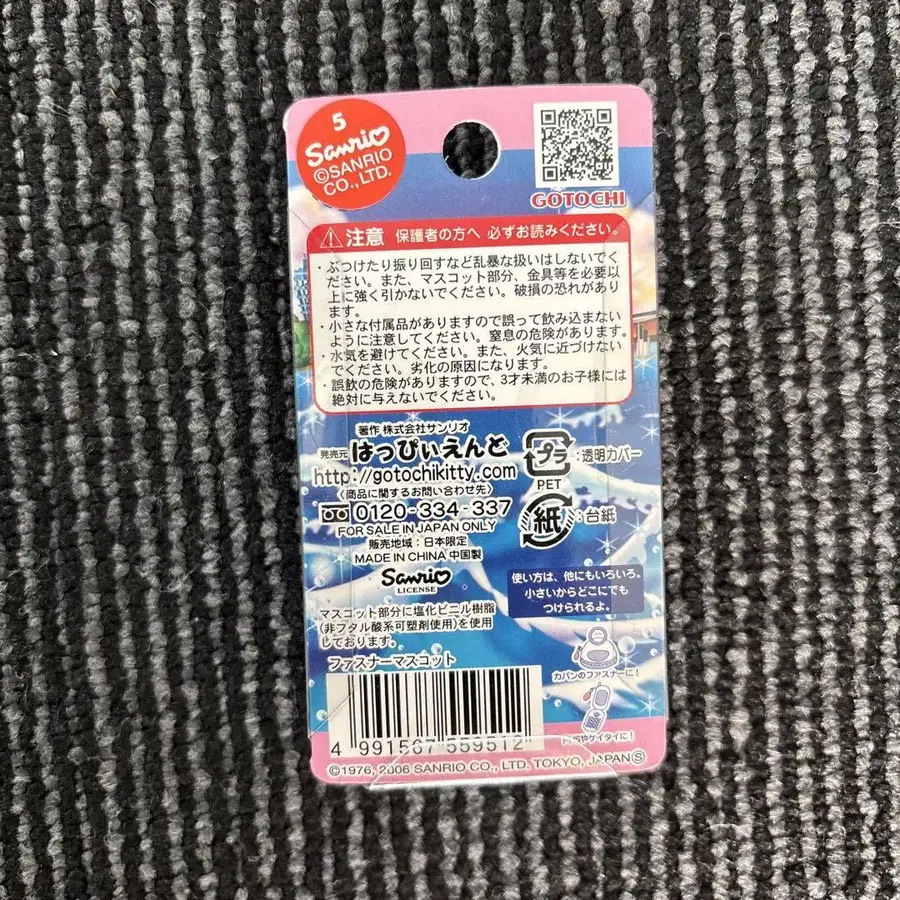 5
Sanrio
©SANRIO
CO.,LTD.
GOTOCHI
注意 保護者の方へ 必ずお読みください。
・ぶつけたり振り回すなど乱暴な扱いはしないでく
ださい。また、マスコット部分、金具等を必要以
上に強く引かないでください。破損の恐れがあり
ます。
・小さな付属品がありますので誤って飲み込まない
ように注意してください。窒息の危険があります。
・水気を避けてください。また、火気に近づけない
でください。劣化の原因になります。
・誤飲の危険がありますので、3才未満のお子様には
絶対に与えないでください。
著作 株式会社サンリオ
発売元 はっぴぃえんど
http://gotochikitty.com
〈商品に関するお問い合わせ先〉
0120-334-337
FOR SALE IN JAPAN ONLY
販売地域：日本限定
MADE IN CHINA 中国製
Sanrio
LICENSE
プラ :透明カバー
PET
紙 :台紙
使い方は、他にもいろいろ。
小さいからどこにでも
つけられるよ。
マスコット部分に塩化ビニル樹脂
(非フタル酸系可塑剤使用)を使用
しております。
ファスナーマスコット
カバンのファスナーに!
やケイタイに!
4 991567 559512
©1976, 2006 SANRIO CO., LTD. TOKYO, JAPAN Ⓢ